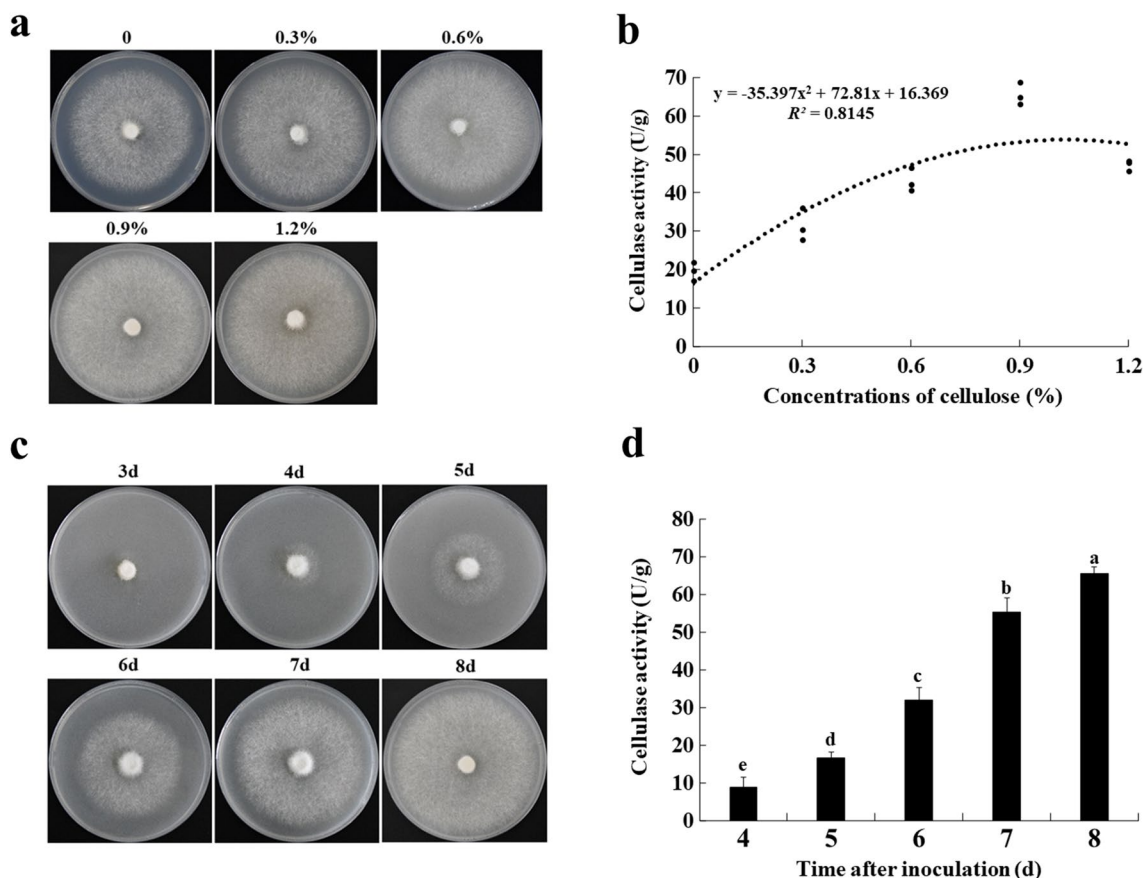 a
0 0.3% 0.6%
0.9% 1.2%
b
70
60
50
40
30
20
10
0
y = -35.397x² + 72.81x + 16.369
R² = 0.8145
Cellulase activity (U/g)
0 0.3 0.6 0.9 1.2
Concentrations of cellulose (%)
c
3d 4d 5d
6d 7d 8d
d
80
70
60
50
40
30
20
10
0
Cellulase activity (U/g)
e d c b a
4 5 6 7 8
Time after inoculation (d)